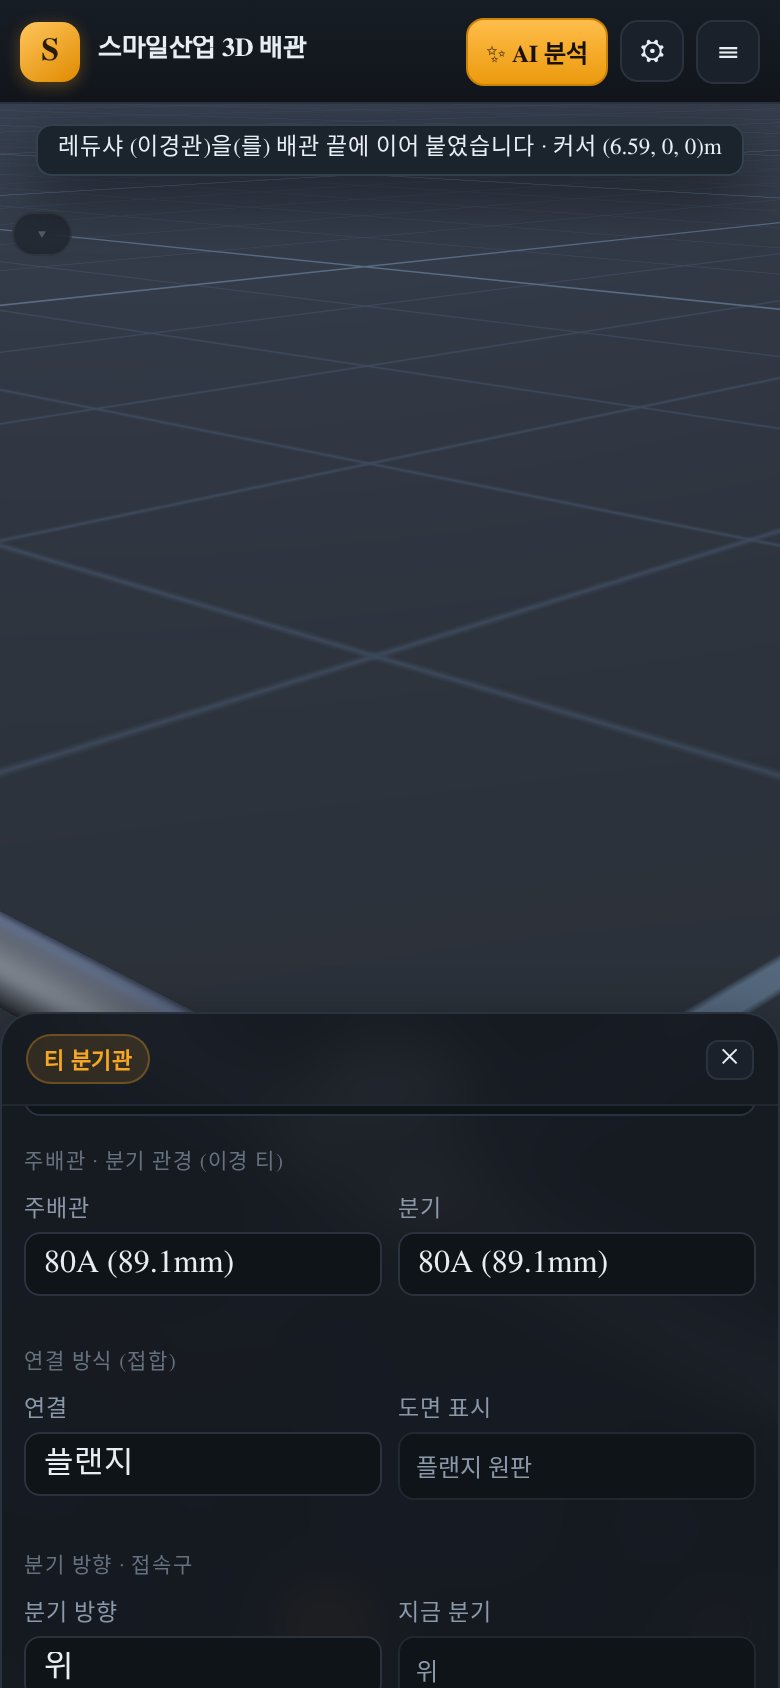 S
스마일산업 3D 배관
✨ AI 분석
레듀샤 (이경관)을(를) 배관 끝에 이어 붙였습니다 · 커서 (6.59, 0, 0)m
티 분기관
주배관 · 분기 관경 (이경 티)
주배관 분기
80A (89.1mm) 80A (89.1mm)
연결 방식 (접합)
연결 도면 표시
플랜지 플랜지 원판
분기 방향 · 접속구
분기 방향 지금 분기
위 위